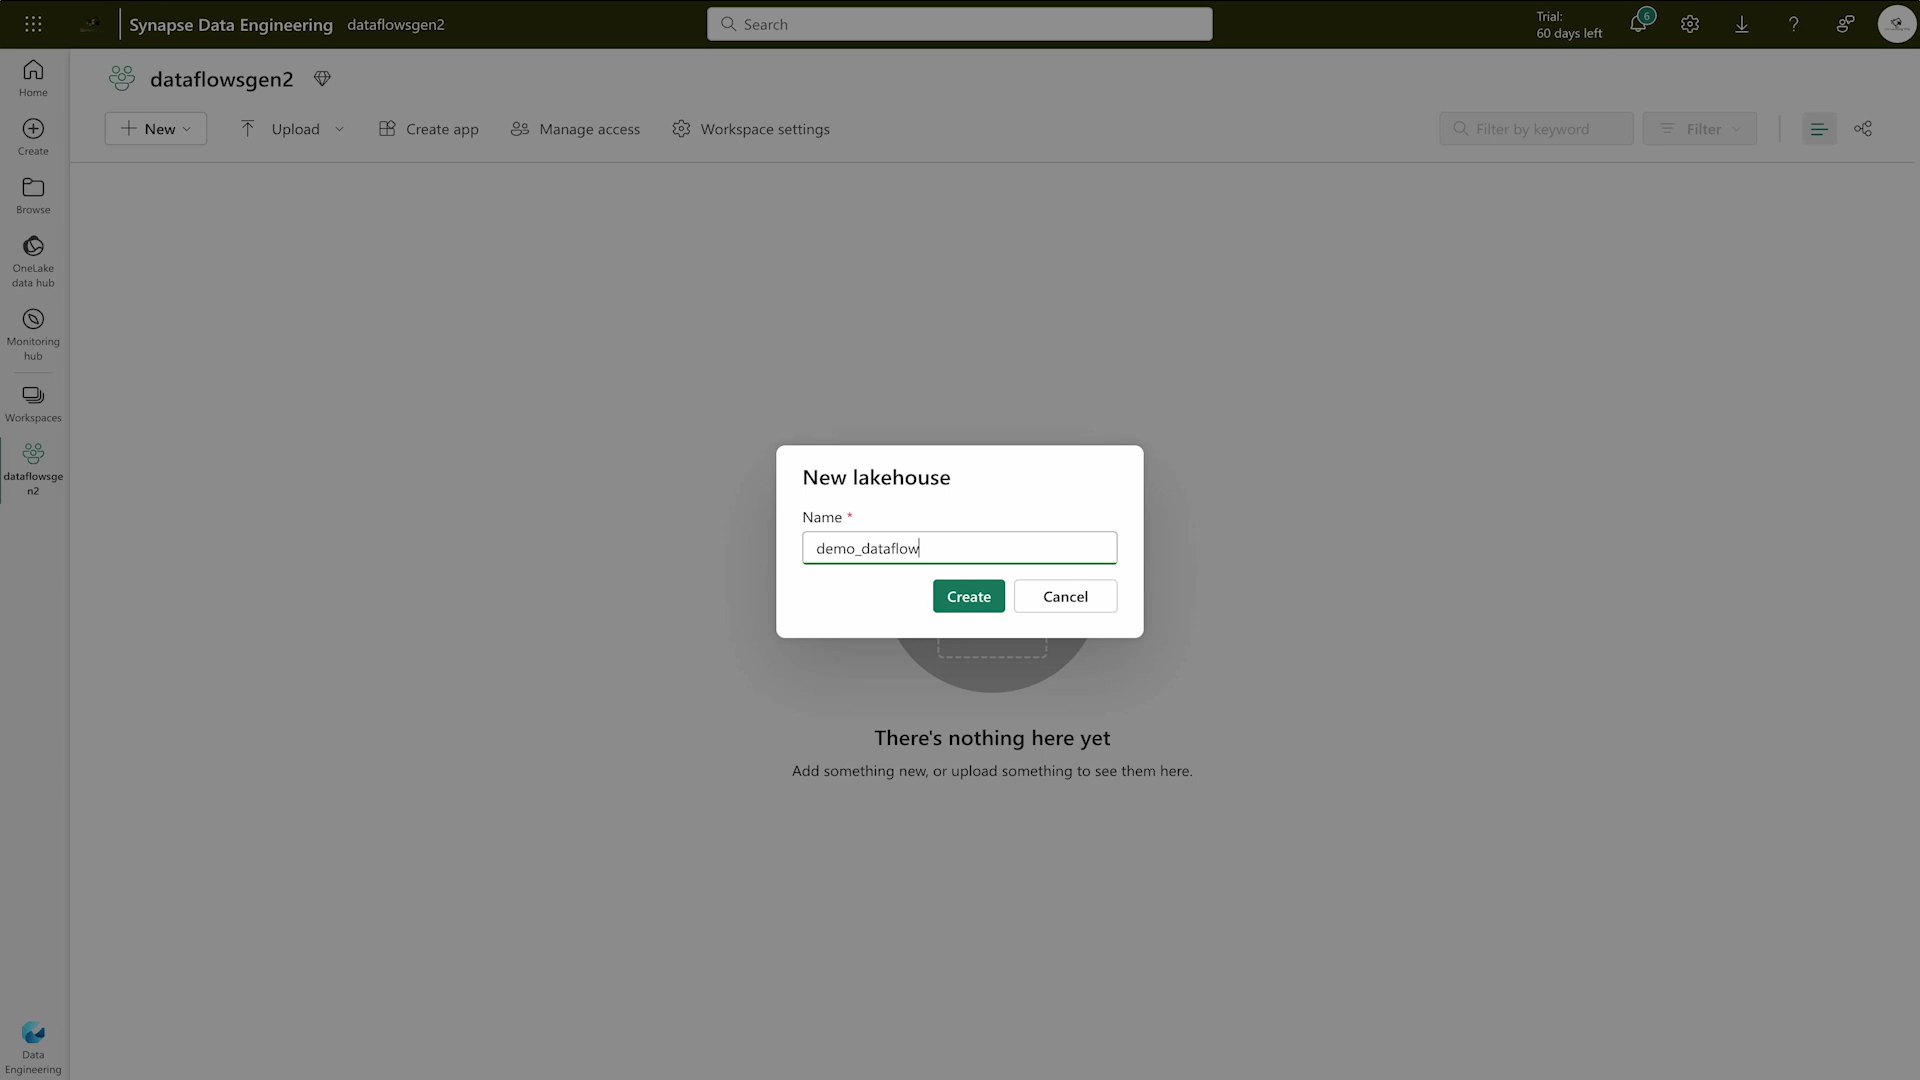 Synapse Data Engineering dataflowsgen2
Search
Trial:
60 days left
6
Home
Create
Browse
OneLake
data hub
Monitoring
hub
Workspaces
dataflowsge
n2
Data
Engineering
dataflowsgen2
New
Upload
Create app
Manage access
Workspace settings
Filter by keyword
Filter
New lakehouse
Name *
demo_dataflow
Create
Cancel
There's nothing here yet
Add something new, or upload something to see them here.